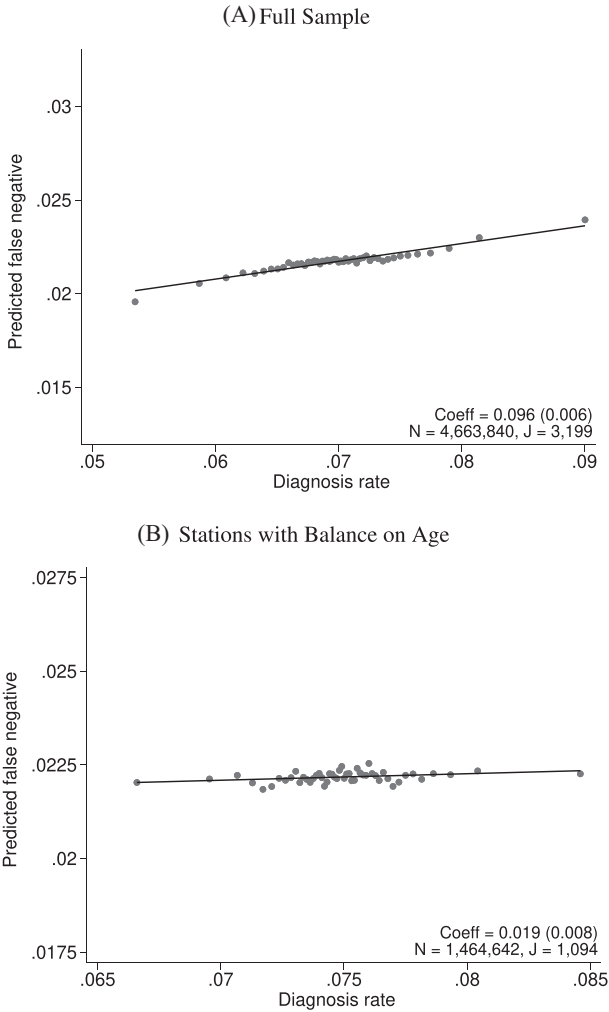 (A) Full Sample
.03
.025
.02
.015
Predicted false negative
Coeff = 0.096 (0.006)
N = 4,663,840, J = 3,199
.05 .06 .07 .08 .09
Diagnosis rate
(B) Stations with Balance on Age
.0275
.025
.0225
.02
.0175
Predicted false negative
Coeff = 0.019 (0.008)
N = 1,464,642, J = 1,094
.065 .07 .075 .08 .085
Diagnosis rate